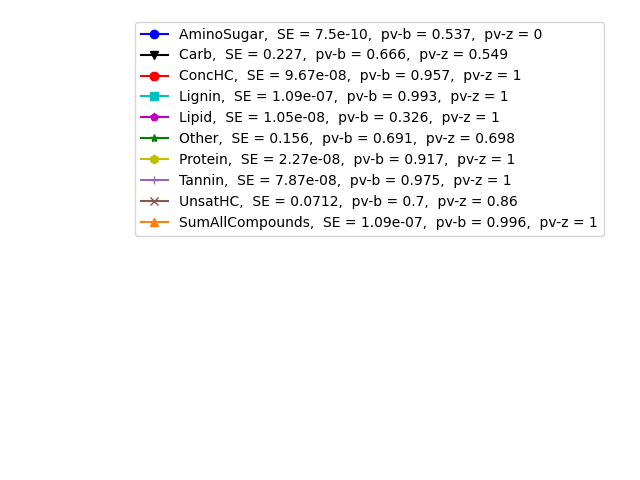 AminoSugar,  SE = 7.5e-10,  pv-b = 0.537,  pv-z = 0
Carb,  SE = 0.227,  pv-b = 0.666,  pv-z = 0.549
ConcHC,  SE = 9.67e-08,  pv-b = 0.957,  pv-z = 1
Lignin,  SE = 1.09e-07,  pv-b = 0.993,  pv-z = 1
Lipid,  SE = 1.05e-08,  pv-b = 0.326,  pv-z = 1
Other,  SE = 0.156,  pv-b = 0.691,  pv-z = 0.698
Protein,  SE = 2.27e-08,  pv-b = 0.917,  pv-z = 1
Tannin,  SE = 7.87e-08,  pv-b = 0.975,  pv-z = 1
UnsatHC,  SE = 0.0712,  pv-b = 0.7,  pv-z = 0.86
SumAllCompounds,  SE = 1.09e-07,  pv-b = 0.996,  pv-z = 1